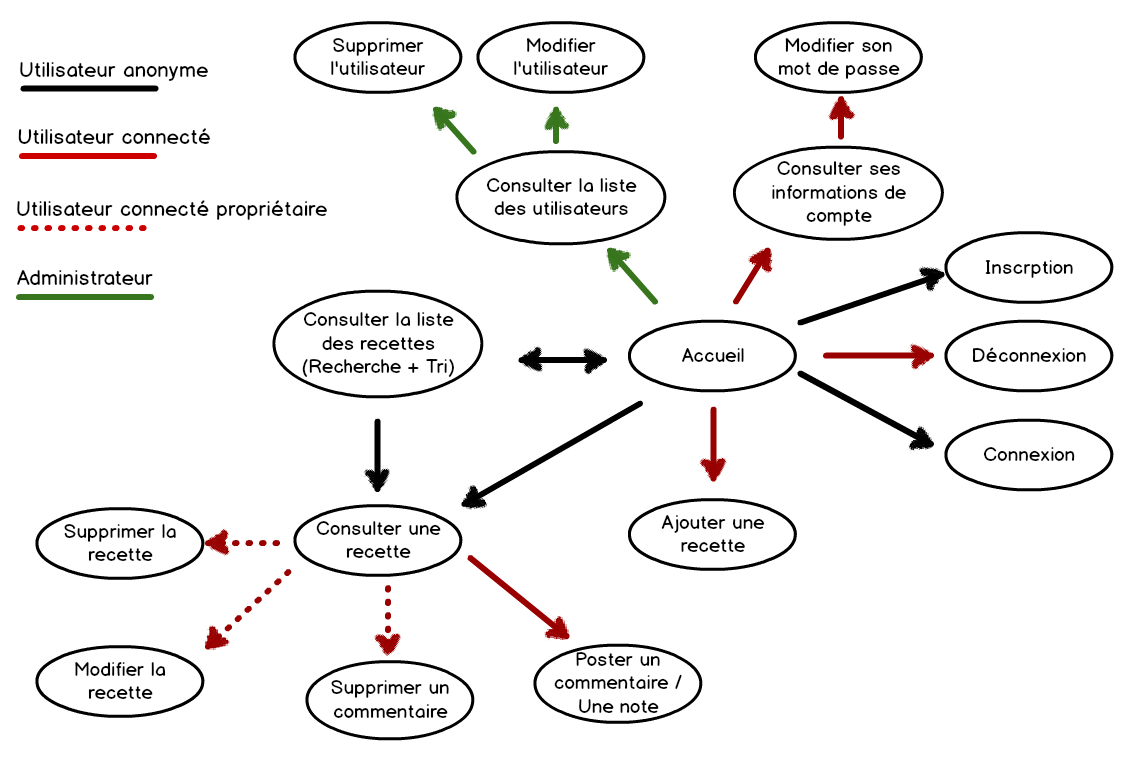 Utilisateur anonyme
Utilisateur connecté
Utilisateur connecté propriétaire
Administrateur
Supprimer
l'utilisateur
Modifier
l'utilisateur
Modifier son
mot de passe
Consulter la liste
des utilisateurs
Consulter ses
informations de
compte
Inscrption
Consulter la liste
des recettes
(Recherche + Tri)
Accueil
Déconnexion
Connexion
Supprimer la
recette
Consulter une
recette
Ajouter une
recette
Modifier la
recette
Supprimer un
commentaire
Poster un
commentaire /
Une note